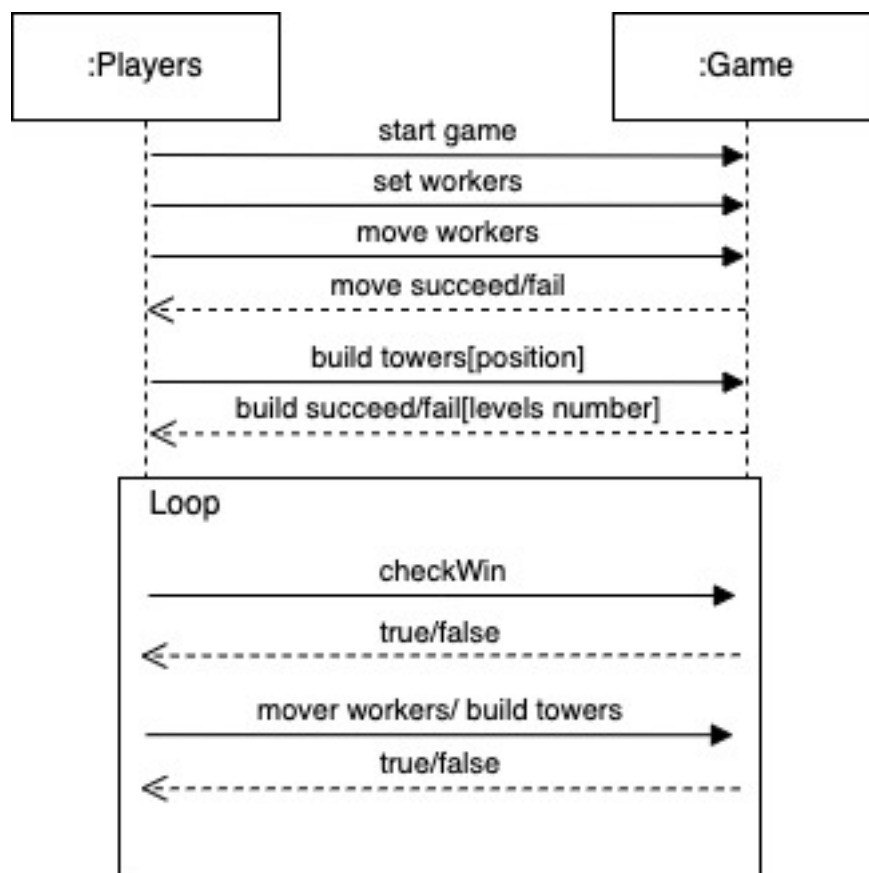 :Players
:Game
start game
set workers
move workers
move succeed/fail
build towers[position]
build succeed/fail[levels number]
Loop
checkWin
true/false
mover workers/ build towers
true/false